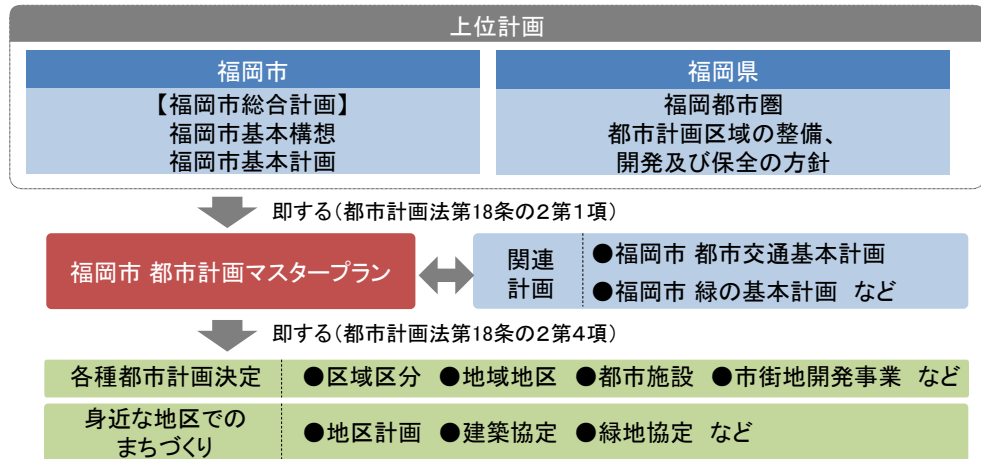 上位計画
福岡市
【福岡市総合計画】
福岡市基本構想
福岡市基本計画
福岡県
福岡都市圏
都市計画区域の整備、
開発及び保全の方針
即する（都市計画法第18条の２第１項）
福岡市 都市計画マスタープラン
関連
計画
●福岡市 都市交通基本計画
●福岡市 緑の基本計画 など
即する（都市計画法第18条の２第４項）
各種都市計画決定
●区域区分 ●地域地区 ●都市施設 ●市街地開発事業 など
身近な地区での
まちづくり
●地区計画 ●建築協定 ●緑地協定 など